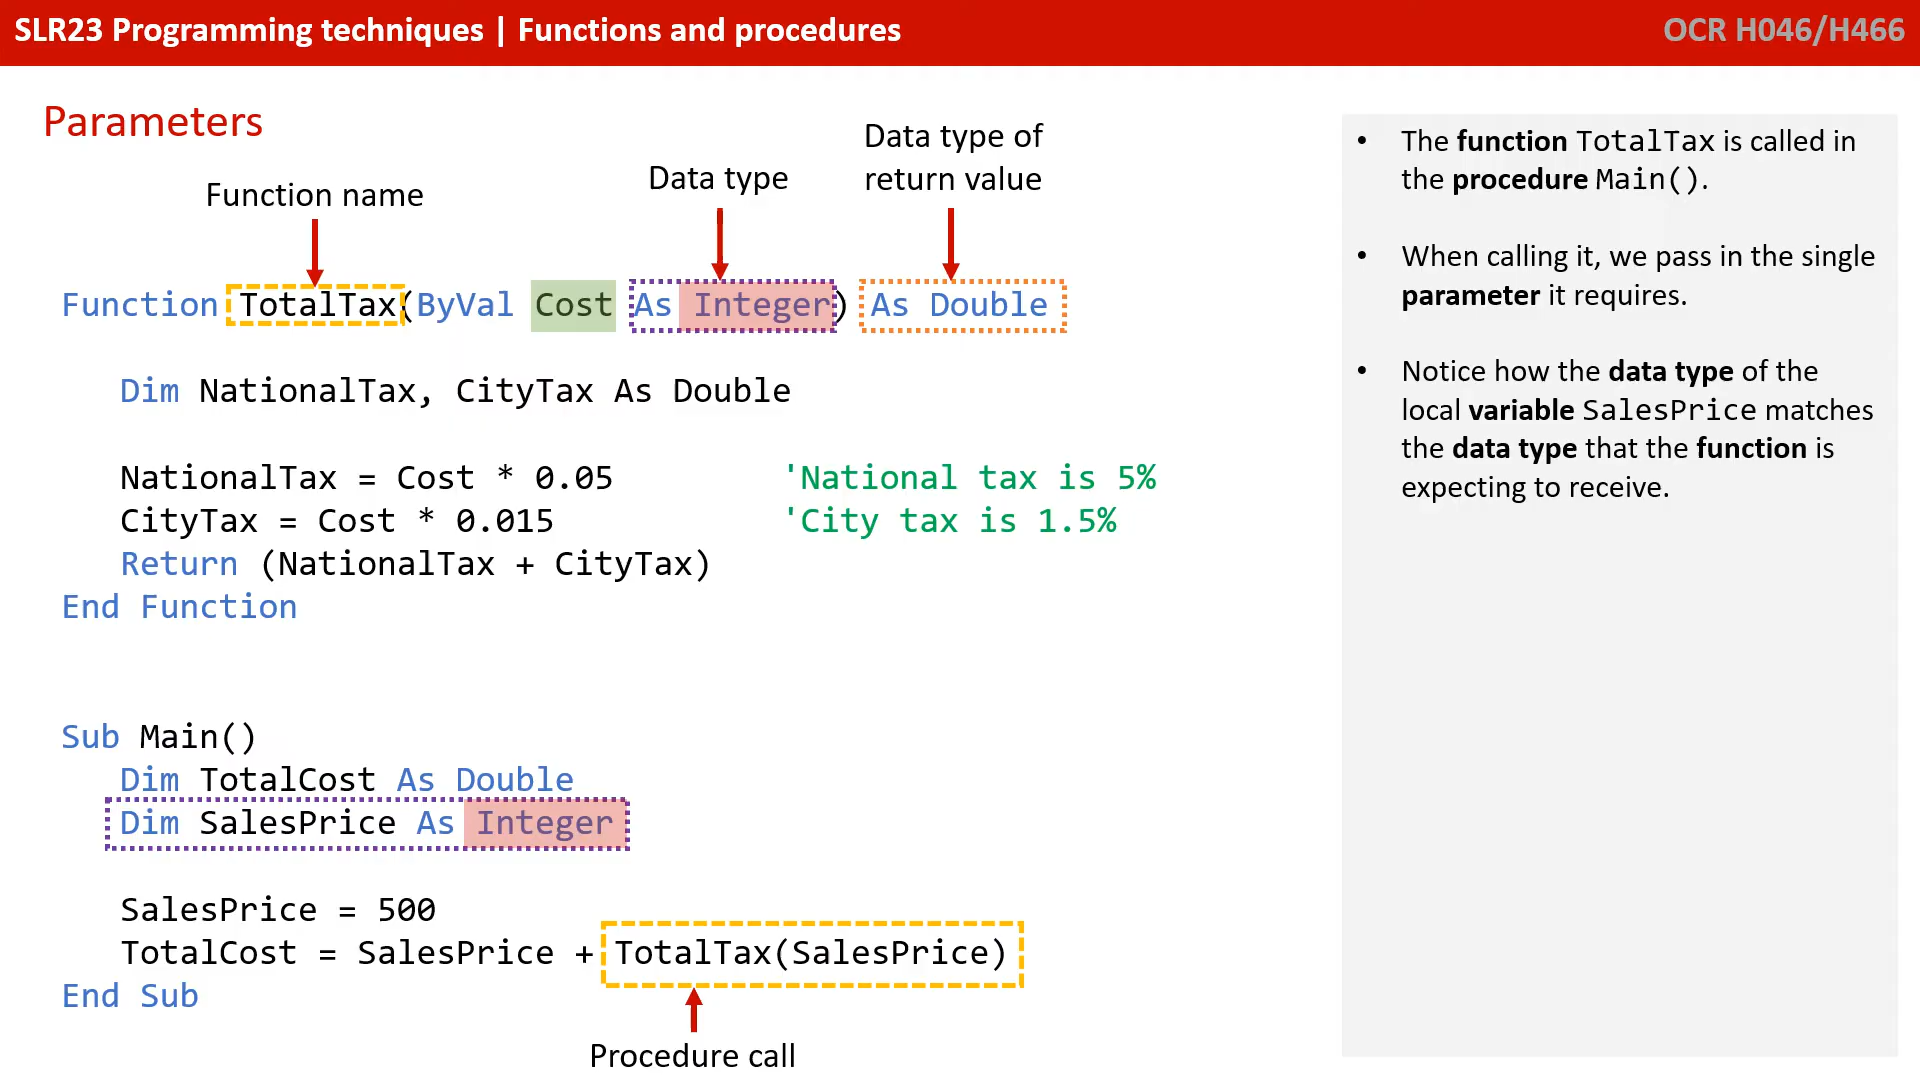 SLR23 Programming techniques | Functions and procedures
OCR H046/H466
Parameters
Function name
Data type
Data type of
return value
Function TotalTax(ByVal Cost As Integer) As Double
Dim NationalTax, CityTax As Double
NationalTax = Cost * 0.05 'National tax is 5%
CityTax = Cost * 0.015 'City tax is 1.5%
Return (NationalTax + CityTax)
End Function
Sub Main()
Dim TotalCost As Double
Dim SalesPrice As Integer
SalesPrice = 500
TotalCost = SalesPrice + TotalTax(SalesPrice)
End Sub
Procedure call
• The function TotalTax is called in
the procedure Main().
• When calling it, we pass in the single
parameter it requires.
• Notice how the data type of the
local variable SalesPrice matches
the data type that the function is
expecting to receive.